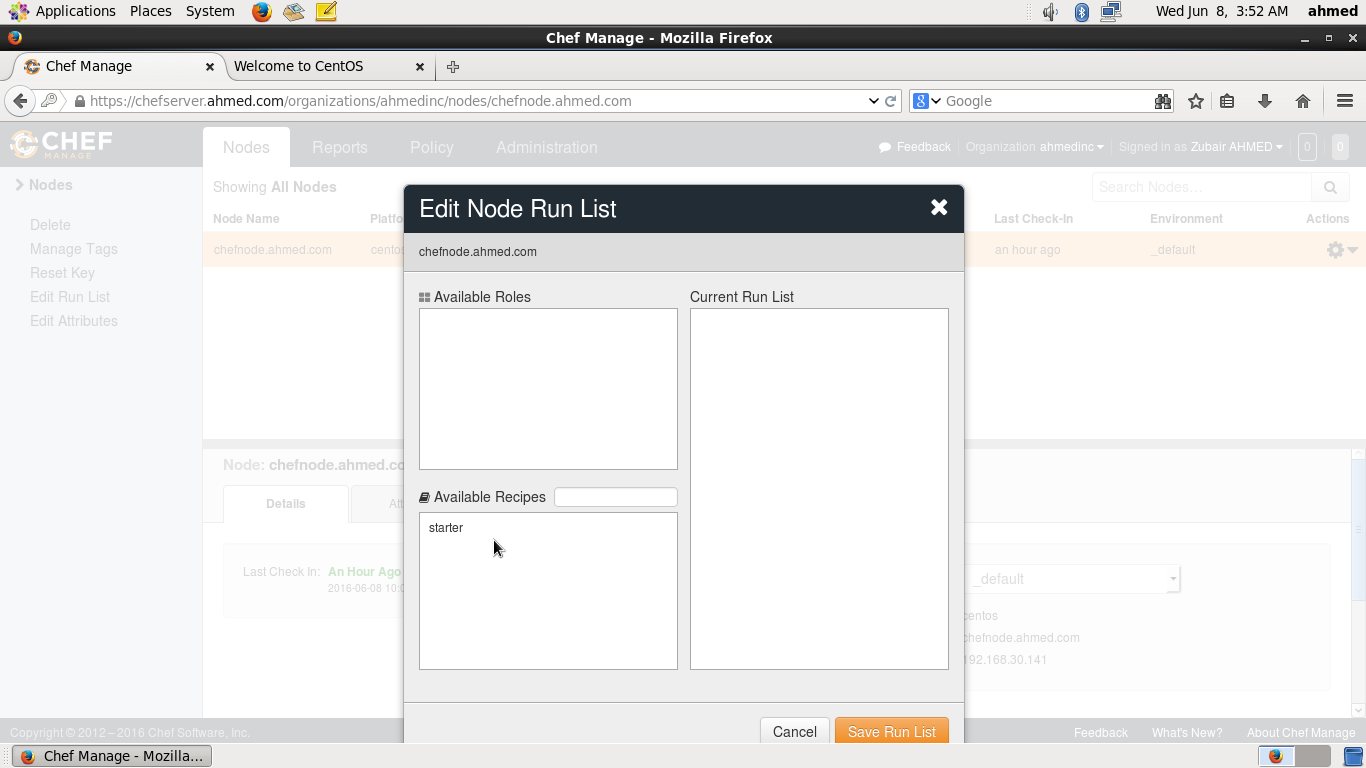 Applications Places System Wed Jun 8, 3:52 AM ahmed
Chef Manage - Mozilla Firefox
Chef Manage Welcome to CentOS
https://chefserver.ahmed.com/organizations/ahmedinc/nodes/chefnode.ahmed.com Google
CHEF
MANAGE
Nodes Reports Policy Administration Feedback Organization ahmedinc Signed in as Zubair AHMED 0 0
Nodes
Delete
Manage Tags
Reset Key
Edit Run List
Edit Attributes
Showing All Nodes Search Nodes...
Node Name Last Check-In Environment Actions
chefnode.ahmed.com an hour ago _default
Edit Node Run List
chefnode.ahmed.com
Available Roles Current Run List
Available Recipes
starter
Cancel Save Run List
Node: chefnode.ahmed.co
Details
Last Check In: An Hour Ago
2016-06-08 10:
_default
centos
chefnode.ahmed.com
192.168.30.141
Copyright © 2012 – 2016 Chef Software, Inc. Feedback What's New? About Chef Manage
Chef Manage - Mozilla...